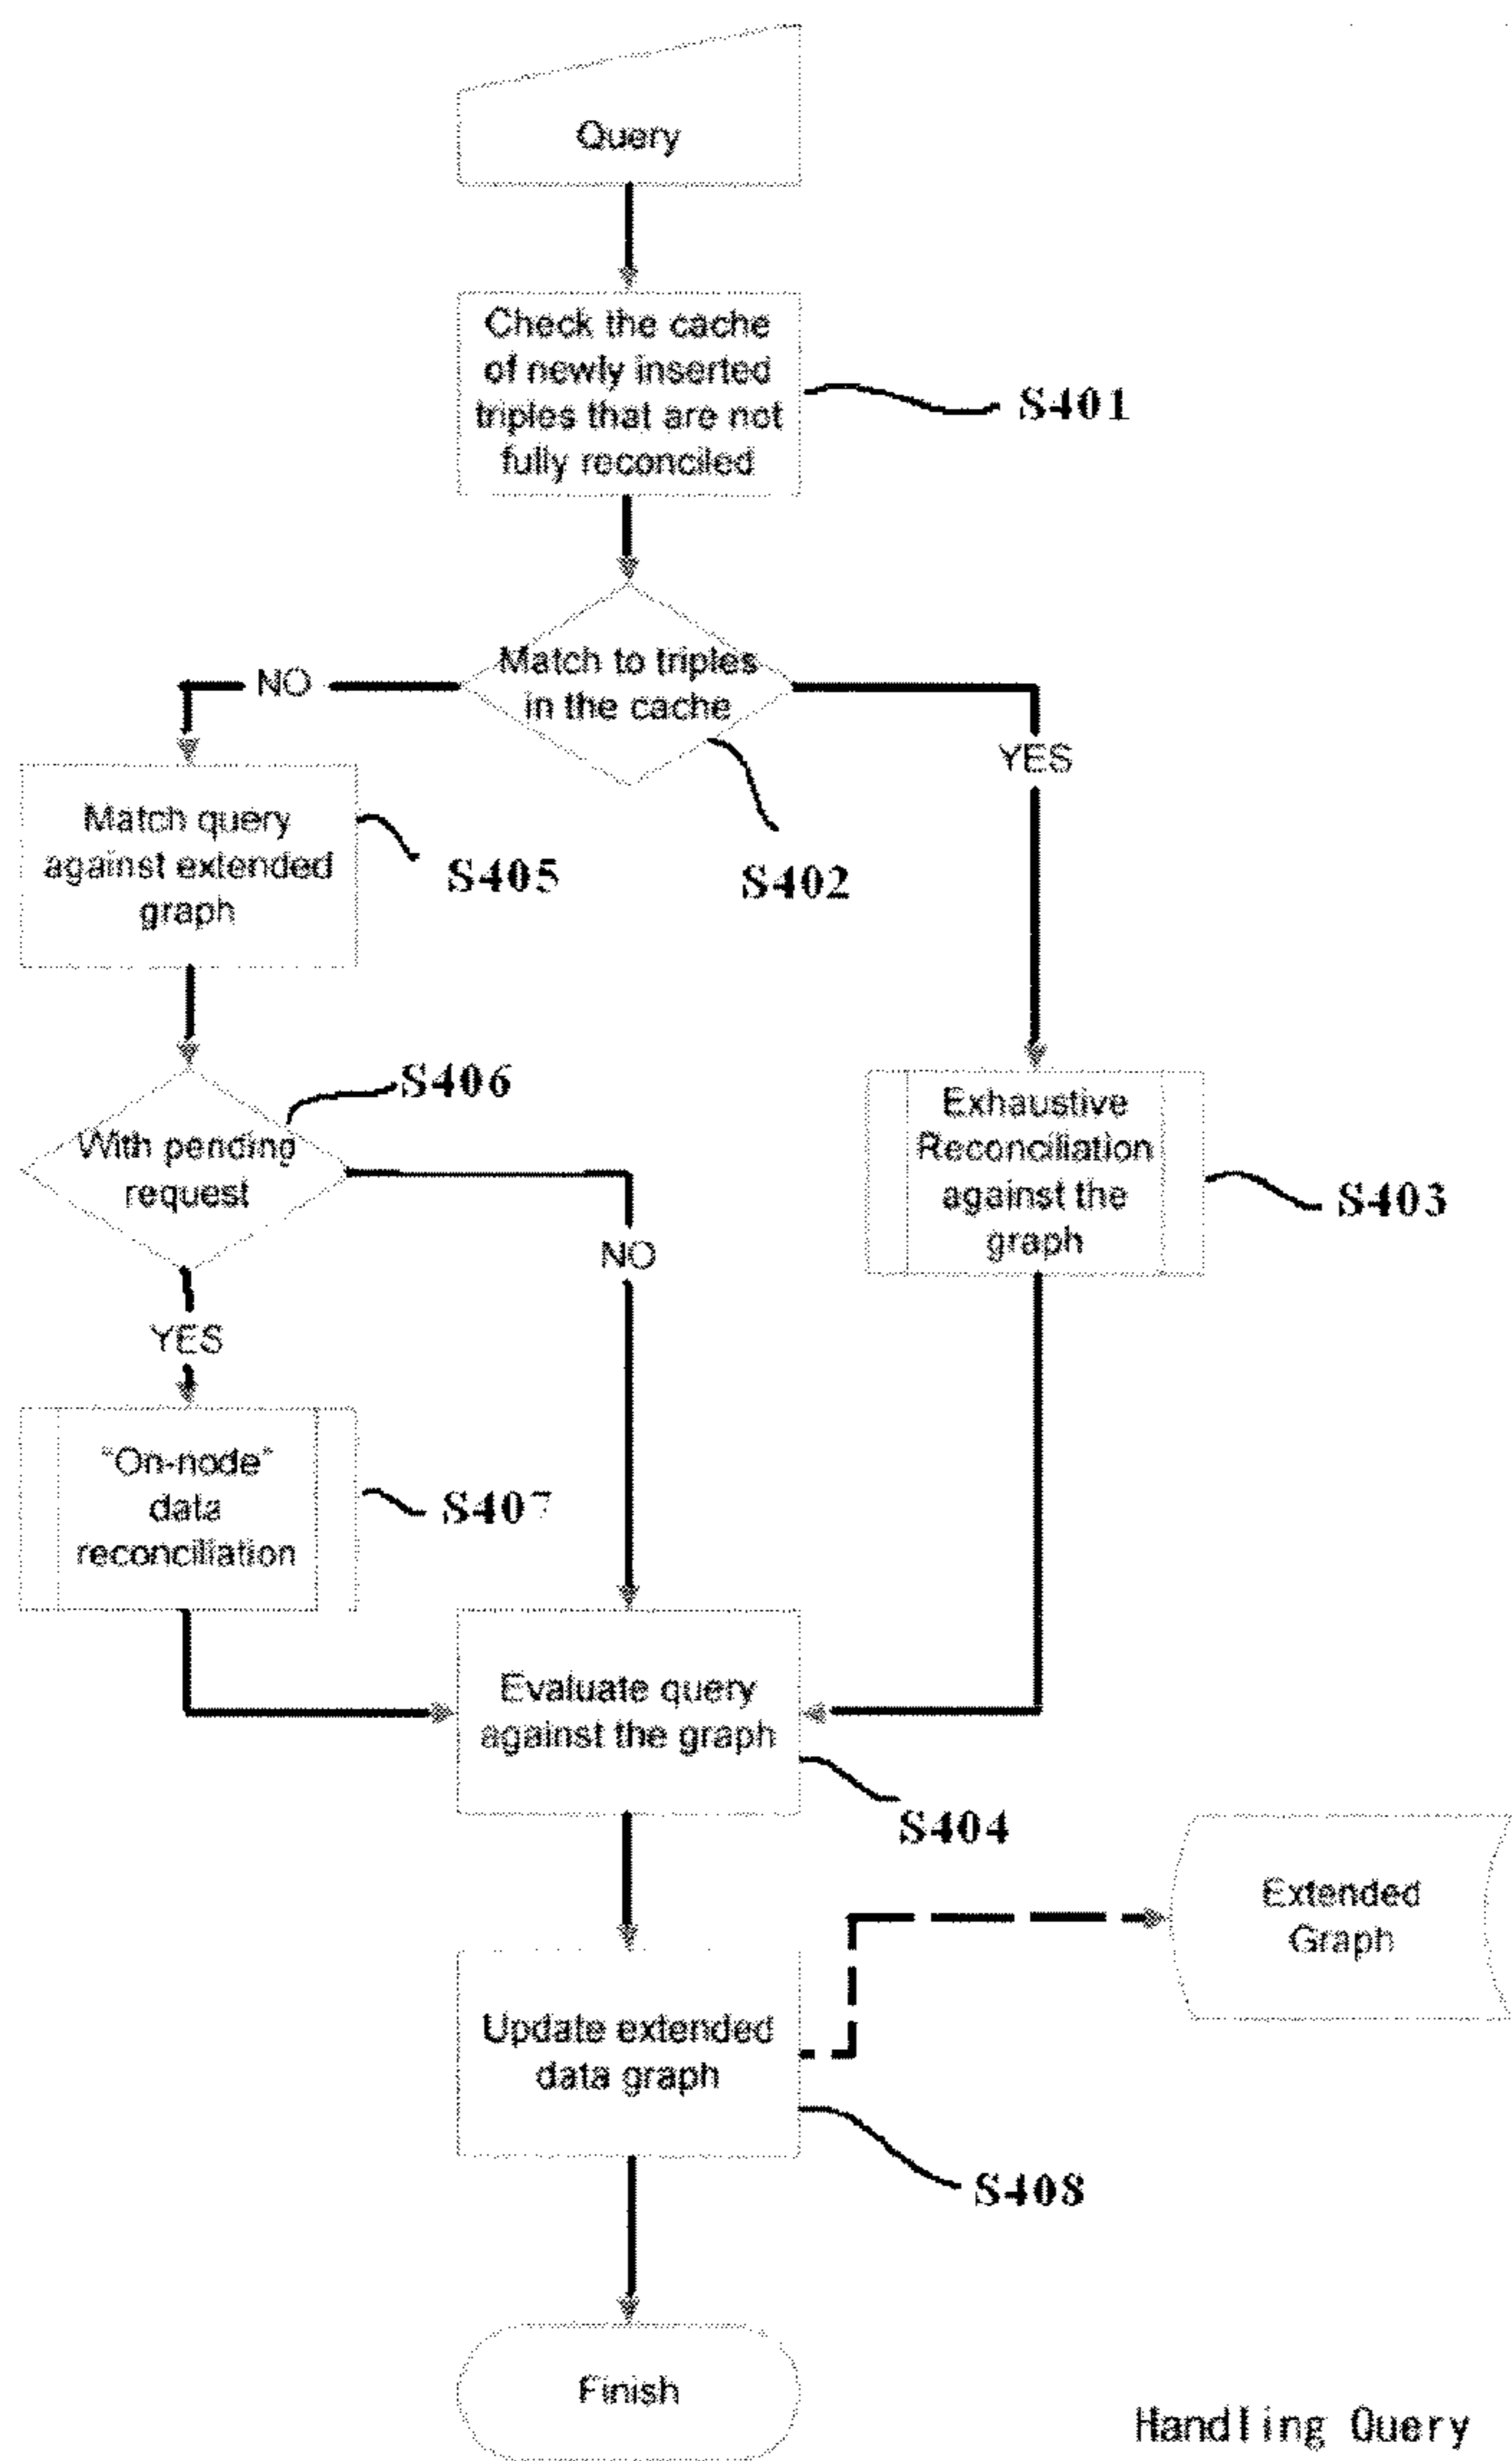 Query
Check the cache
of newly inserted
triples that are not
fully reconciled
S401
Match to triples
in the cache
NO
YES
S402
Match query
against extended
graph
S405
S406
With pending
request
NO
YES
Exhaustive
Reconciliation
against the
graph
S403
"On-node"
data
reconciliation
S407
Evaluate query
against the graph
S404
Extended
Graph
Update extended
data graph
S408
Finish
Handling Query